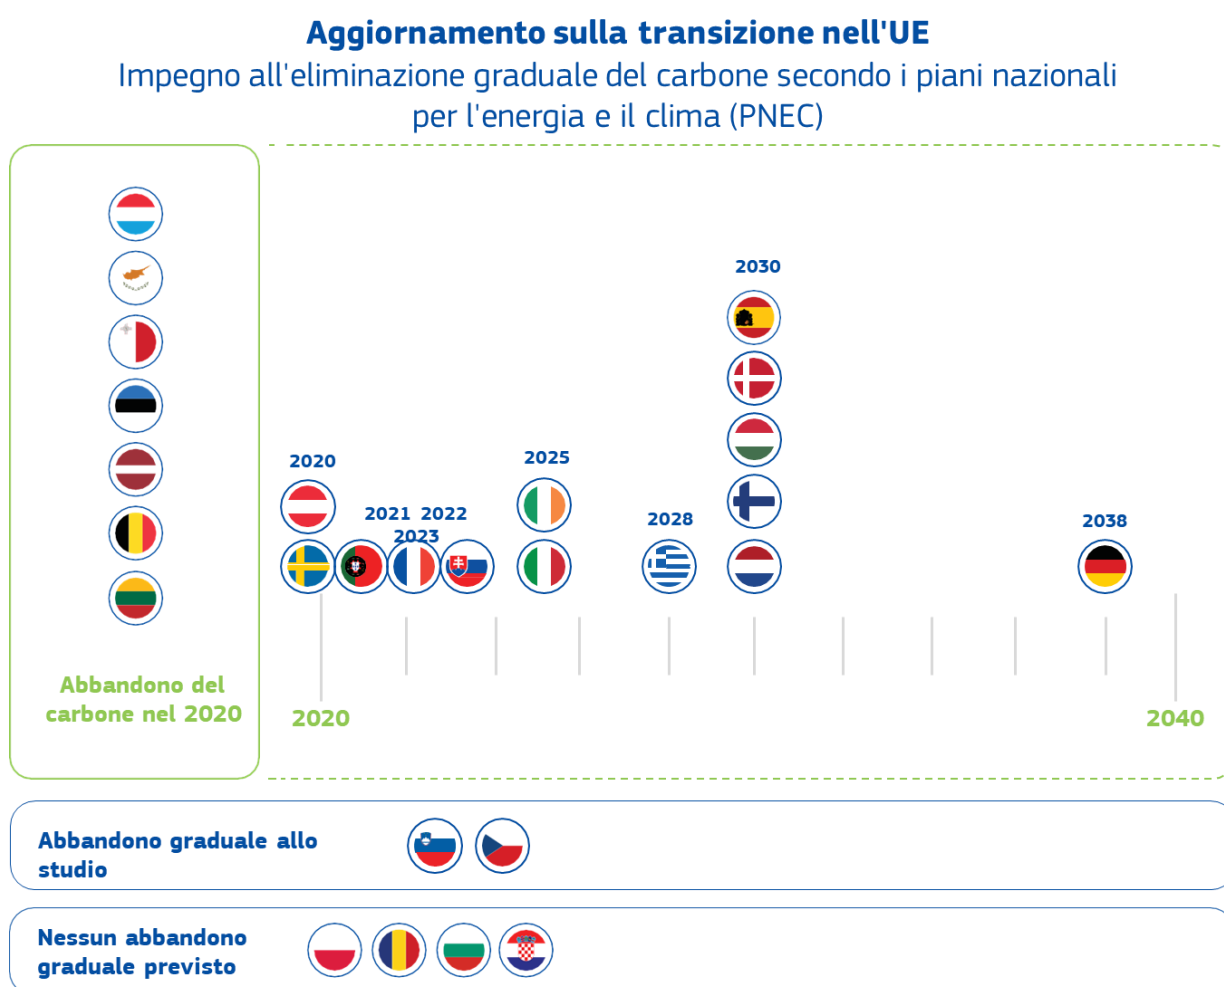 Aggiornamento sulla transizione nell'UE
Impegno all'eliminazione graduale del carbone secondo i piani nazionali
per l'energia e il clima (PNEC)
2030
2020
2025
2021 2022
2023
2028
2038
Abbandono del
carbone nel 2020
2020
2040
Abbandono graduale allo
studio
Nessun abbandono
graduale previsto